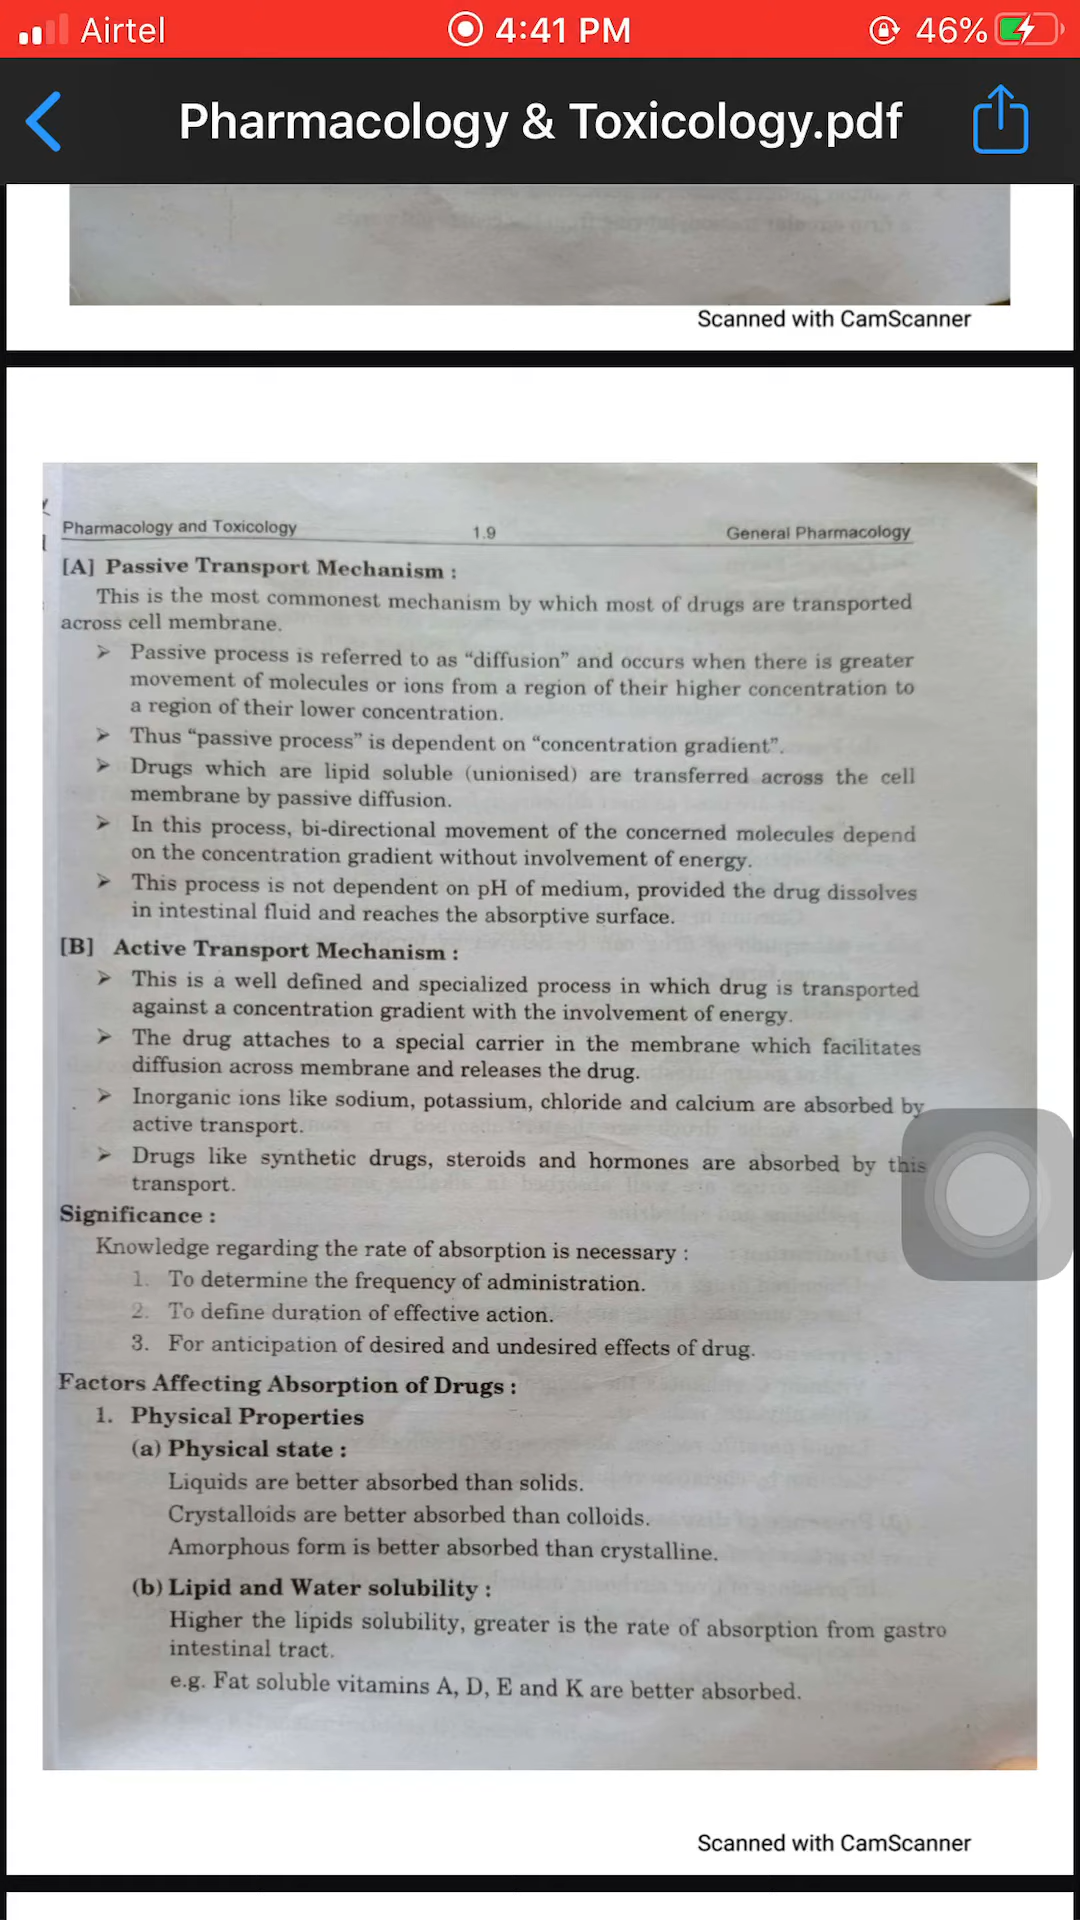 Airtel 4:41 PM 46%
Pharmacology & Toxicology.pdf
Scanned with CamScanner
Pharmacology and Toxicology 1.9 General Pharmacology
[A] Passive Transport Mechanism :
This is the most commonest mechanism by which most of drugs are transported
across cell membrane.
➢ Passive process is referred to as “diffusion” and occurs when there is greater
movement of molecules or ions from a region of their higher concentration to
a region of their lower concentration.
➢ Thus “passive process” is dependent on “concentration gradient”.
➢ Drugs which are lipid soluble (unionised) are transferred across the cell
membrane by passive diffusion.
➢ In this process, bi-directional movement of the concerned molecules depend
on the concentration gradient without involvement of energy.
➢ This process is not dependent on pH of medium, provided the drug dissolves
in intestinal fluid and reaches the absorptive surface.
[B] Active Transport Mechanism :
➢ This is a well defined and specialized process in which drug is transported
against a concentration gradient with the involvement of energy.
➢ The drug attaches to a special carrier in the membrane which facilitates
diffusion across membrane and releases the drug.
➢ Inorganic ions like sodium, potassium, chloride and calcium are absorbed by
active transport.
➢ Drugs like synthetic drugs, steroids and hormones are absorbed by this
transport.
Significance :
Knowledge regarding the rate of absorption is necessary :
1. To determine the frequency of administration.
2. To define duration of effective action.
3. For anticipation of desired and undesired effects of drug.
Factors Affecting Absorption of Drugs :
1. Physical Properties
(a) Physical state :
Liquids are better absorbed than solids.
Crystalloids are better absorbed than colloids.
Amorphous form is better absorbed than crystalline.
(b) Lipid and Water solubility :
Higher the lipids solubility, greater is the rate of absorption from gastro
intestinal tract.
e.g. Fat soluble vitamins A, D, E and K are better absorbed.
Scanned with CamScanner